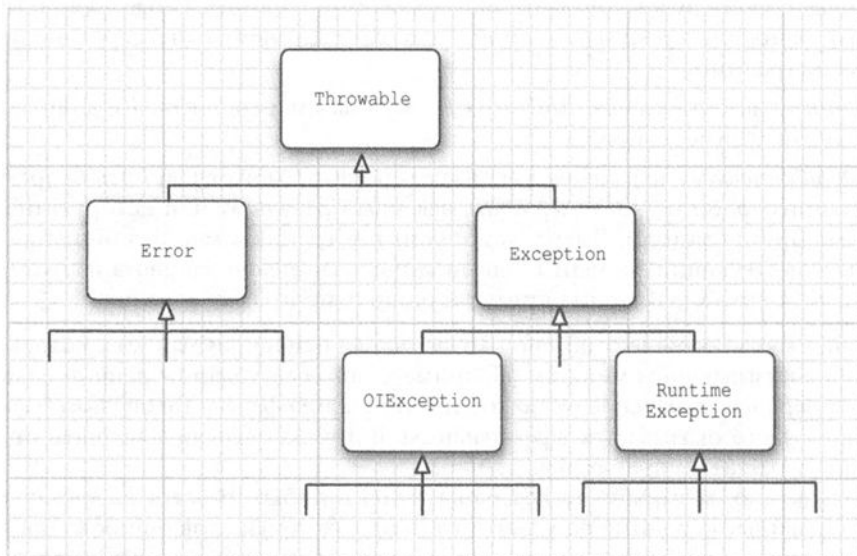 Throwable
Error
Exception
OIException
Runtime
Exception